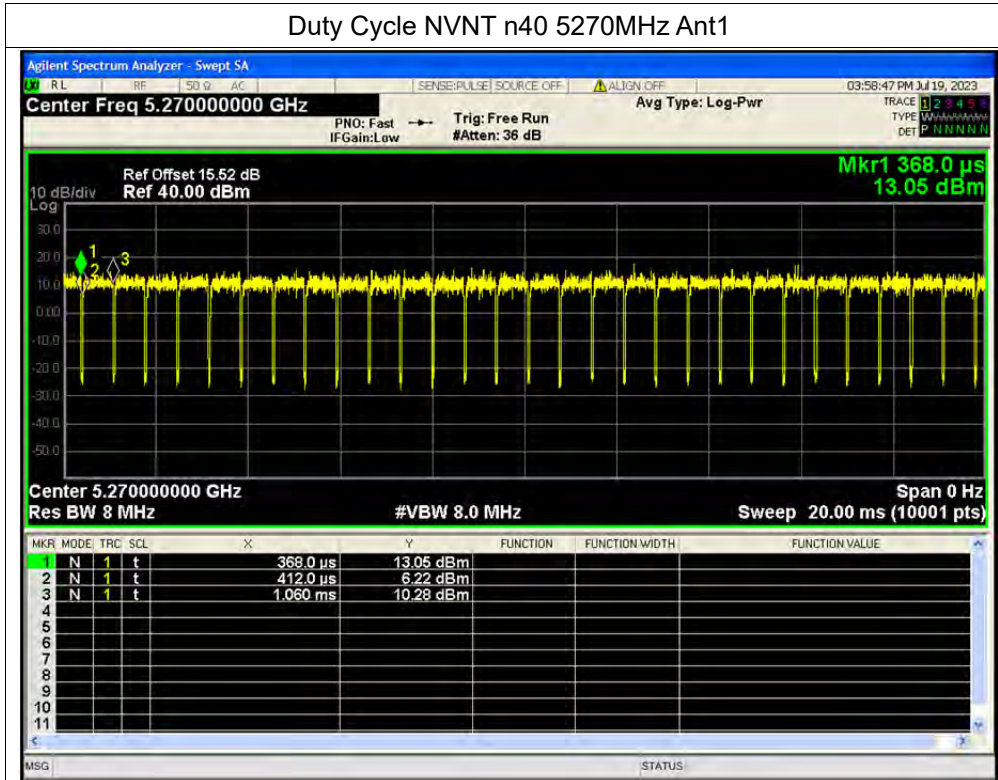 Duty Cycle NVNT n40 5270MHz Ant1
Agilent Spectrum Analyzer - Swept SA
RL RF 50 Ω AC SENSE:PULSE SOURCE OFF ALIGN OFF 03:58:47 PM Jul 19, 2023
Center Freq 5.270000000 GHz Avg Type: Log-Pwr TRACE 1 2 3 4 5 6
PNO: Fast Trig: Free Run TYPE W
IFGain:Low #Atten: 36 dB DET P N N N N N
Mkr1 368.0 µs
Ref Offset 15.52 dB 13.05 dBm
10 dB/div Ref 40.00 dBm
Log
30.0
20.0
10.0
0.00
-10.0
-20.0
-30.0
-40.0
-50.0
1
2
3
Center 5.270000000 GHz Span 0 Hz
Res BW 8 MHz #VBW 8.0 MHz Sweep 20.00 ms (10001 pts)
MKR MODE TRC SCL X Y FUNCTION FUNCTION WIDTH FUNCTION VALUE
1 N 1 t 368.0 µs 13.05 dBm
2 N 1 t 412.0 µs 6.22 dBm
3 N 1 t 1.060 ms 10.28 dBm
4
5
6
7
8
9
10
11
MSG STATUS